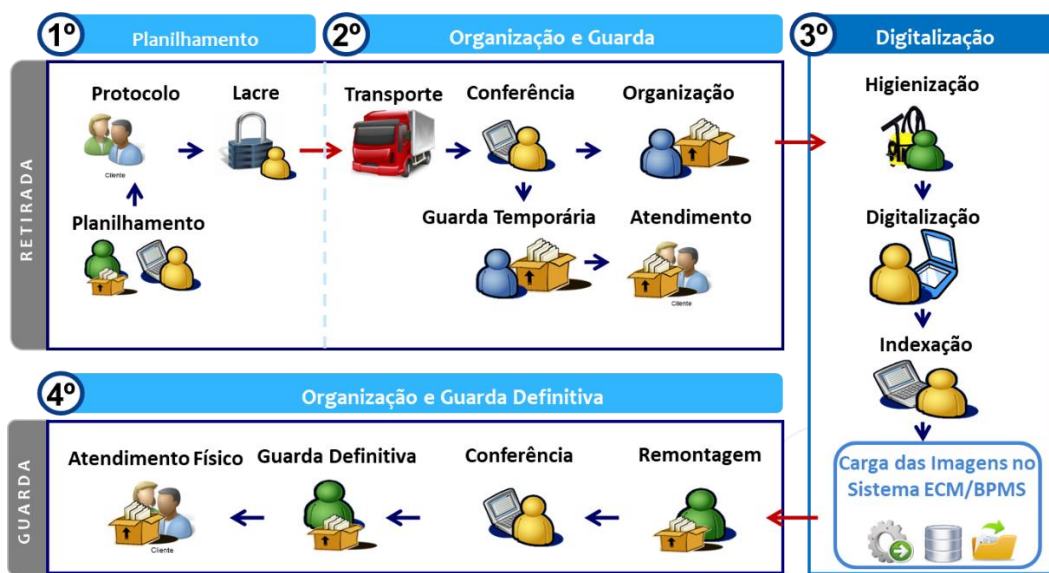 1º
Planilhamento
2º
Organização e Guarda
3º
Digitalização
RETIRADA
Protocolo
Lacre
Cliente
Planilhamento
Transporte
Conferência
Organização
Guarda Temporária
Atendimento
Cliente
Higienização
Digitalização
Indexação
Carga das Imagens no
Sistema ECM/BPMS
4º
Organização e Guarda Definitiva
GUARDA
Atendimento Físico
Guarda Definitiva
Conferência
Remontagem
Cliente